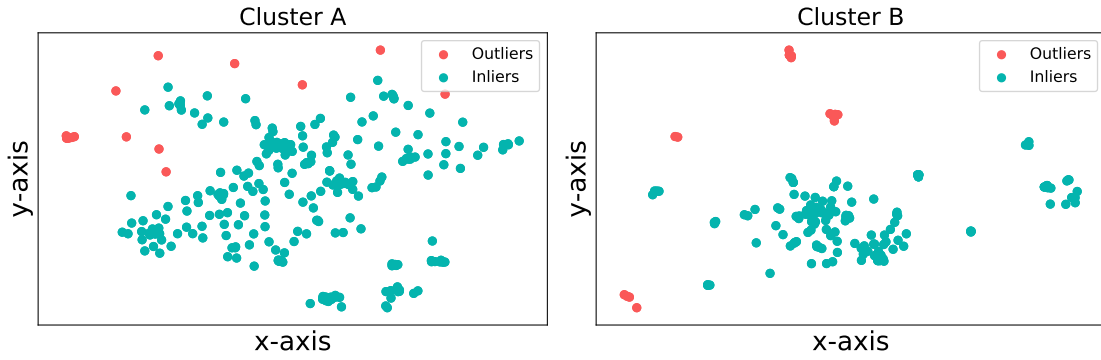 Cluster A
Outliers
Inliers
y-axis
x-axis
Cluster B
Outliers
Inliers
y-axis
x-axis